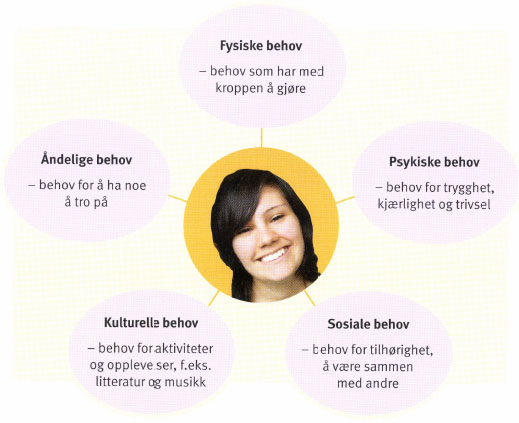 Fysiske behov
– behov som har med
kroppen å gjøre
Åndelige behov
– behov for å ha noe
å tro på
Psykiske behov
– behov for trygghet,
kjærlighet og trivsel
Kulturelle behov
– behov for aktiviteter
og opplevelser, f.eks.
litteratur og musikk
Sosiale behov
– behov for tilhørighet,
å være sammen
med andre